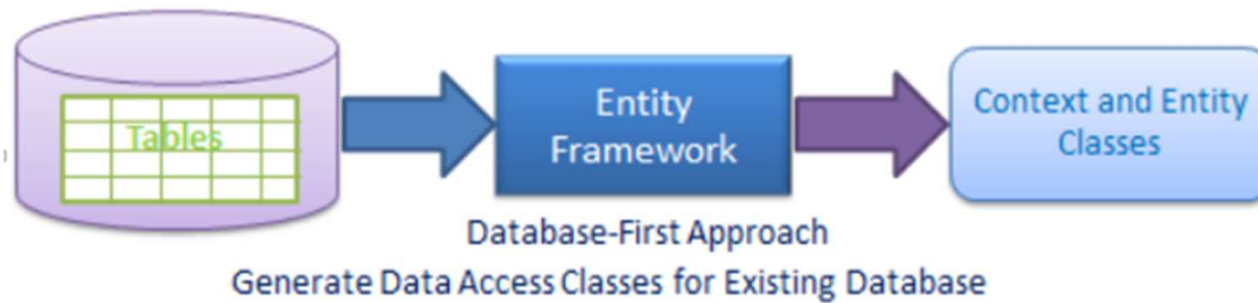 Tables
Entity
Framework
Context and Entity
Classes
Database-First Approach
Generate Data Access Classes for Existing Database